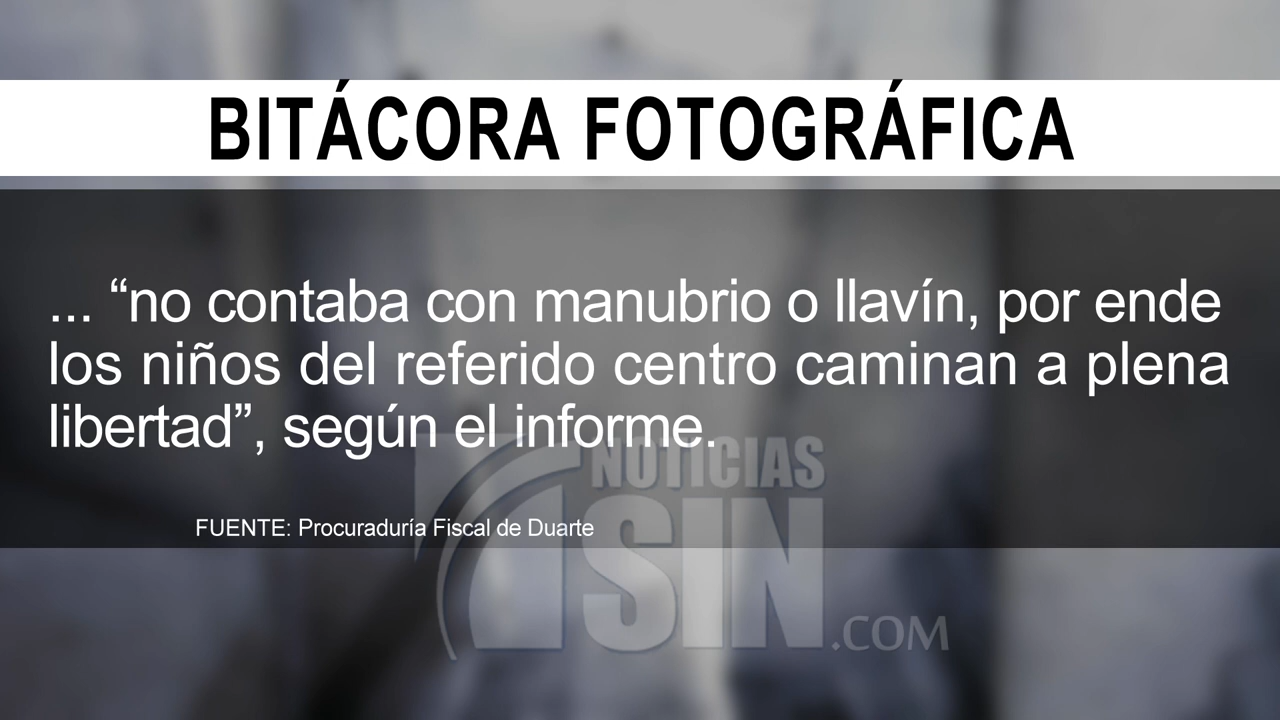 BITÁCORA FOTOGRÁFICA
... “no contaba con manubrio o llavín, por ende
los niños del referido centro caminan a plena
libertad”, según el informe.
NOTICIAS
SIN
.COM
FUENTE: Procuraduría Fiscal de Duarte